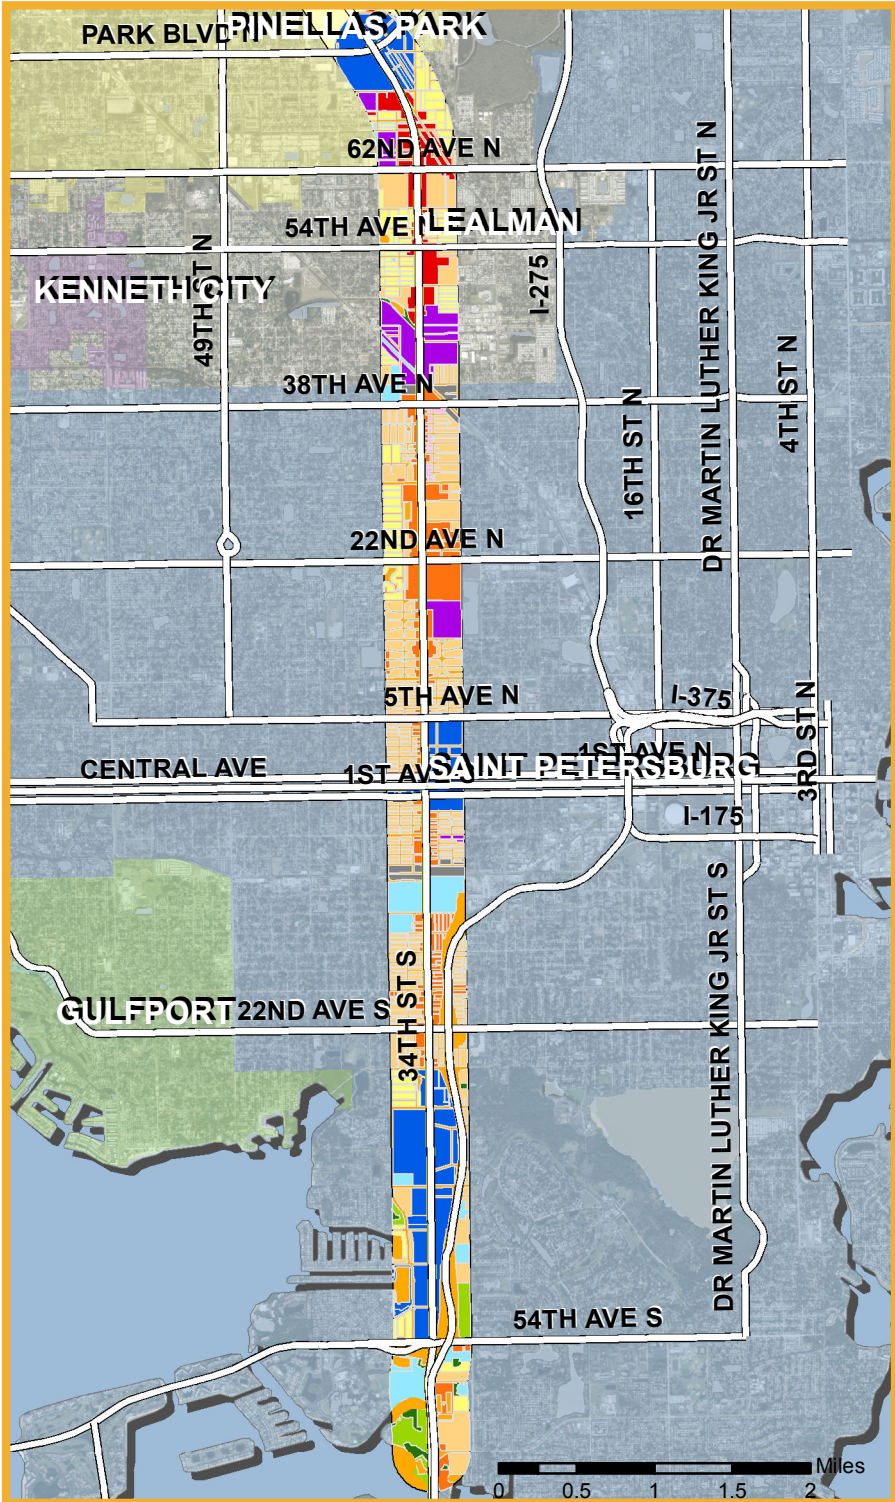 PINELLAS PARK
PARK BLVD N
62ND AVE N
54TH AVE N
LEALMAN
KENNETH CITY
49TH ST N
I-275
DR MARTIN LUTHER KING JR ST N
38TH AVE N
16TH ST N
4TH ST N
22ND AVE N
5TH AVE N
I-375
3RD ST N
CENTRAL AVE
1ST AVE N
1ST AVE S
SAINT PETERSBURG
I-175
DR MARTIN LUTHER KING JR ST S
34TH ST S
GULFPORT
22ND AVE S
54TH AVE S
Miles
0 0.5 1 1.5 2